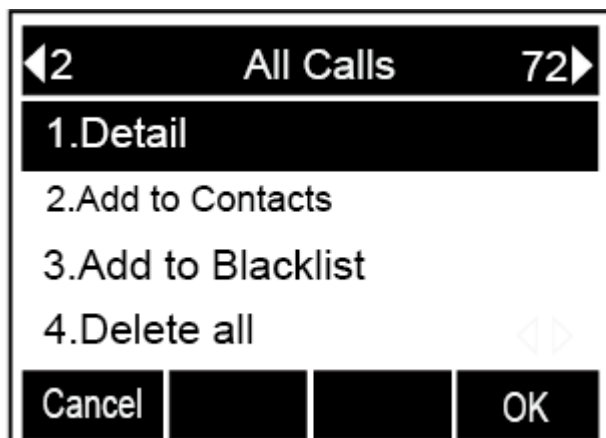 2 All Calls 72
1.Detail
2.Add to Contacts
3.Add to Blacklist
4.Delete all
Cancel OK